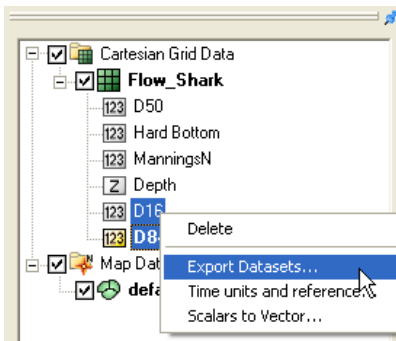 Cartesian Grid Data
Flow_Shark
123 D50
123 Hard Bottom
123 ManningsN
Z Depth
123 D16
123 D8
Delete
Map Dat
Export Datasets...
defa
Time units and reference
Scalars to Vector...